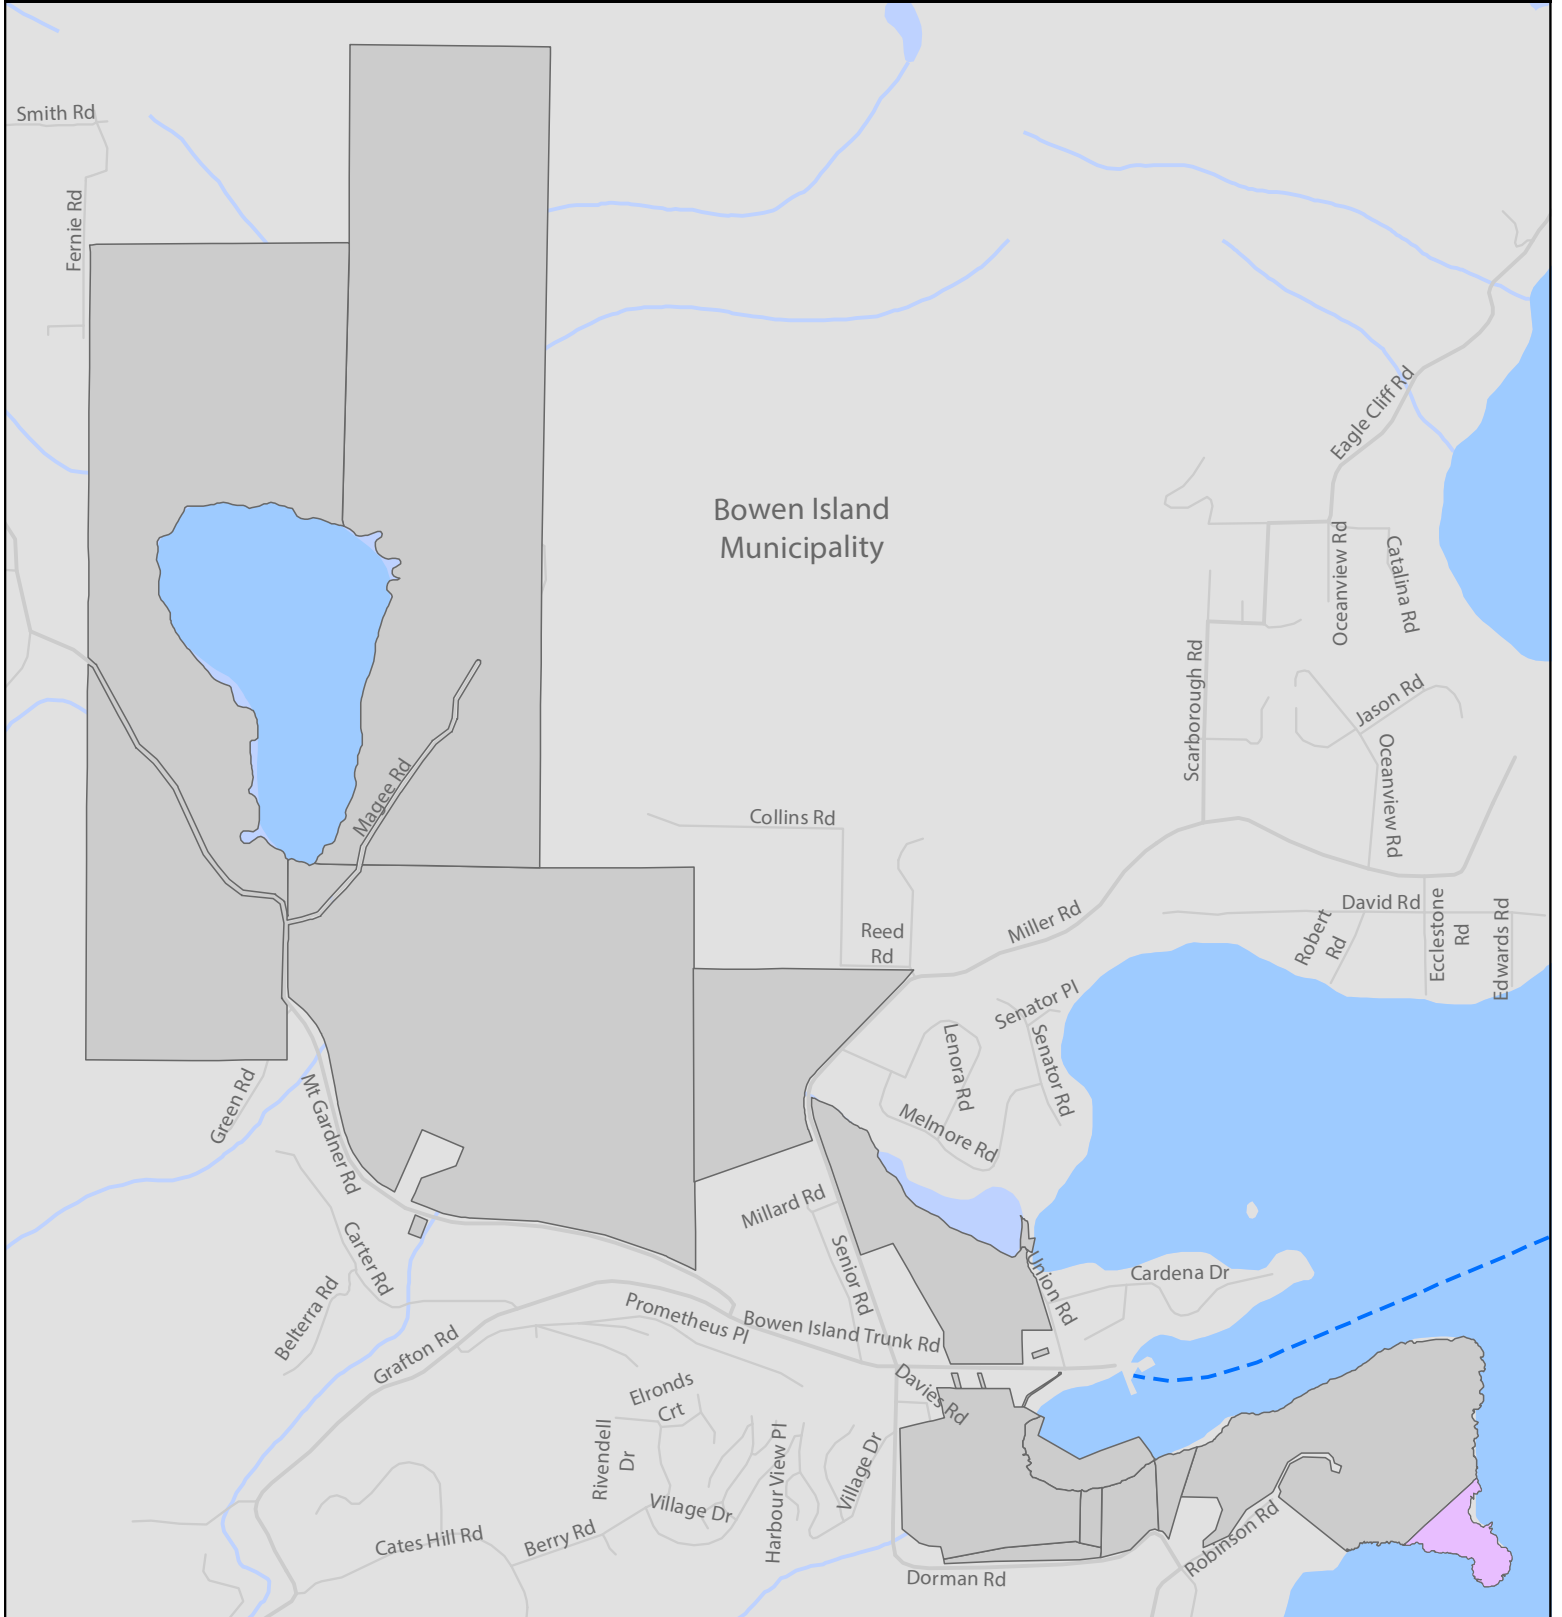 Smith Rd
Fernie Rd
Eagle Cliff Rd
Bowen Island
Municipality
Oceanview Rd
Catalina Rd
Scarborough Rd
Jason Rd
Oceanview Rd
Magee Rd
Collins Rd
Miller Rd
Reed
Rd
David Rd
Robert
Rd
Ecclestone
Rd
Edwards Rd
Senator Pl
Senator Rd
Lenora Rd
Melmore Rd
Green Rd
Mt Gardner Rd
Millard Rd
Senior Rd
Carter Rd
Belterra Rd
Union Rd
Cardena Dr
Prometheus Pl
Bowen Island Trunk Rd
Grafton Rd
Davies Rd
Elronds
Crt
Rivendell
Dr
Harbour View Pl
Village Dr
Village Dr
Cates Hill Rd
Berry Rd
Robinson Rd
Dorman Rd